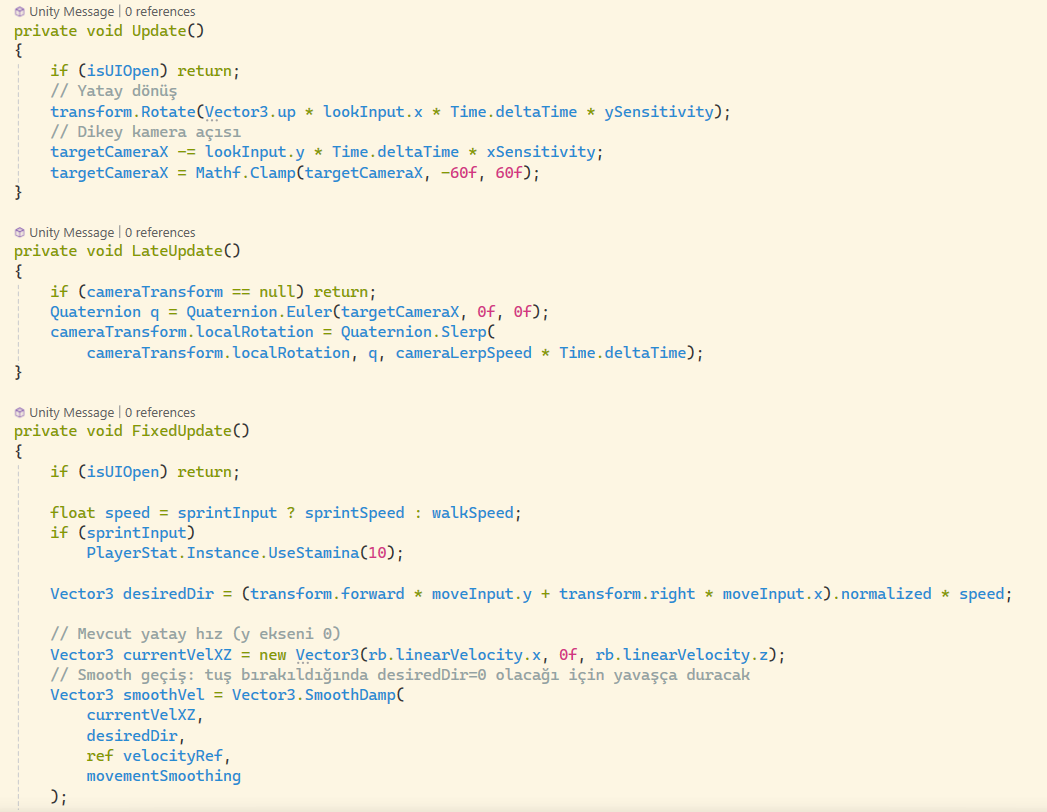 Unity Message | 0 references
private void Update()
{
if (isUIOpen) return;
// Yatay dönüş
transform.Rotate(Vector3.up * lookInput.x * Time.deltaTime * ySensitivity);
// Dikey kamera açısı
targetCameraX -= lookInput.y * Time.deltaTime * xSensitivity;
targetCameraX = Mathf.Clamp(targetCameraX, -60f, 60f);
}
Unity Message | 0 references
private void LateUpdate()
{
if (cameraTransform == null) return;
Quaternion q = Quaternion.Euler(targetCameraX, 0f, 0f);
cameraTransform.localRotation = Quaternion.Slerp(
cameraTransform.localRotation, q, cameraLerpSpeed * Time.deltaTime);
}
Unity Message | 0 references
private void FixedUpdate()
{
if (isUIOpen) return;
float speed = sprintInput ? sprintSpeed : walkSpeed;
if (sprintInput)
PlayerStat.Instance.UseStamina(10);
Vector3 desiredDir = (transform.forward * moveInput.y + transform.right * moveInput.x).normalized * speed;
// Mevcut yatay hız (y ekseni 0)
Vector3 currentVelXZ = new Vector3(rb.linearVelocity.x, 0f, rb.linearVelocity.z);
// Smooth geçiş: tuş bırakıldığında desiredDir=0 olacağı için yavaşça duracak
Vector3 smoothVel = Vector3.SmoothDamp(
currentVelXZ,
desiredDir,
ref velocityRef,
movementSmoothing
);